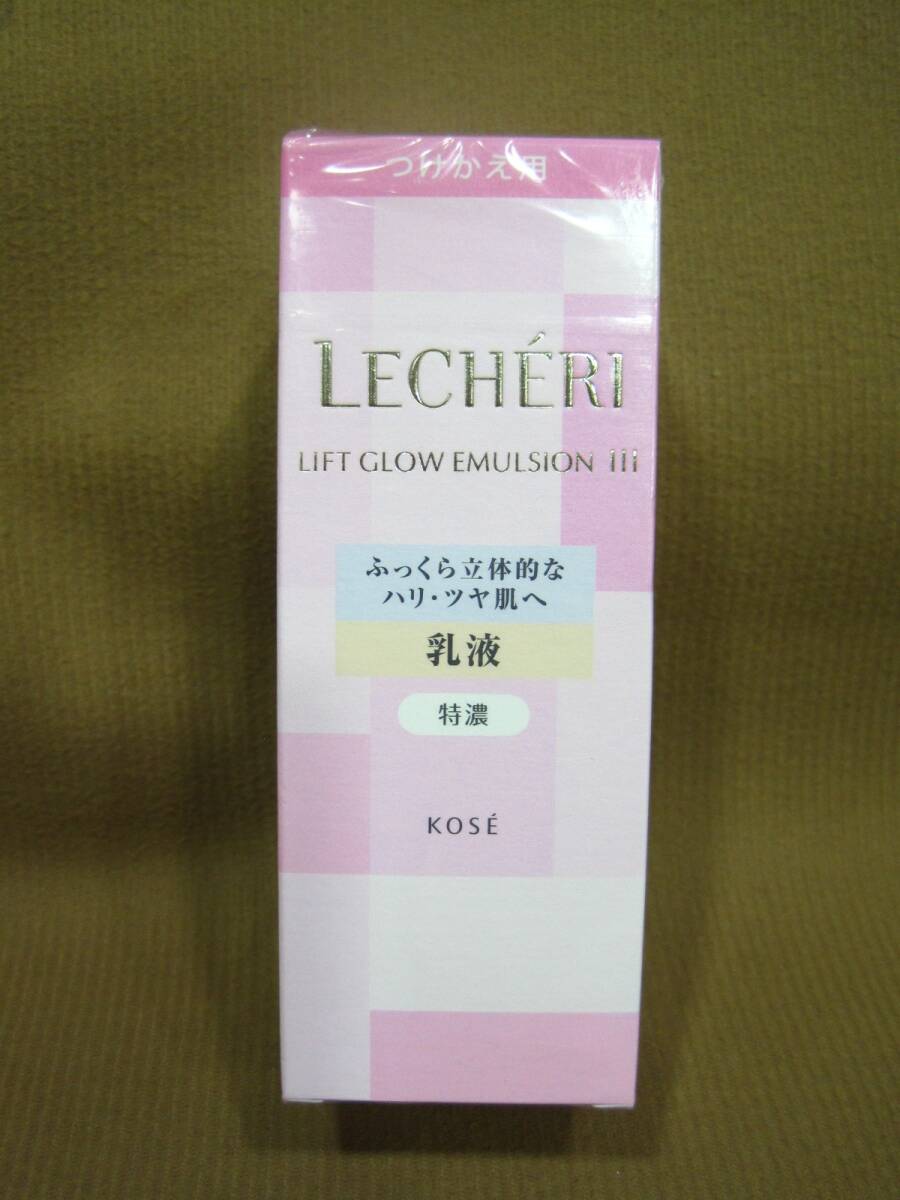 つけかえ用
LECHÉRI
LIFT GLOW EMULSION III
ふっくら立体的な
ハリ・ツヤ肌へ
乳液
特濃
KOSÉ